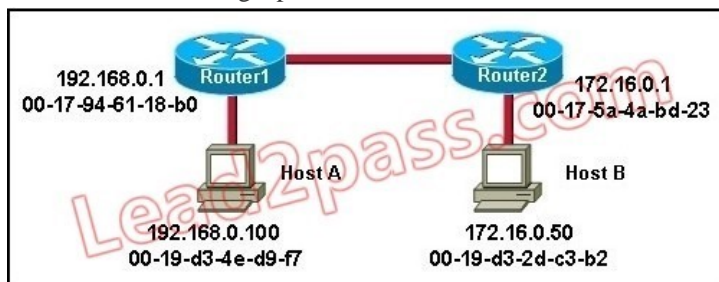 Router1
Router2
192.168.0.1
00-17-94-61-18-b0
172.16.0.1
00-17-5a-4a-bd-23
Host A
Host B
192.168.0.100
00-19-d3-4e-d9-f7
172.16.0.50
00-19-d3-2d-c3-b2
Lead2pass.com